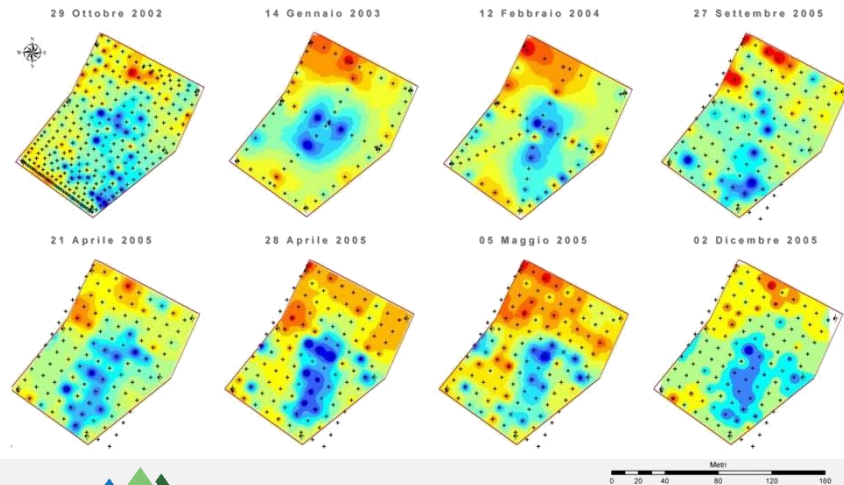 29 Ottobre 2002
14 Gennaio 2003
12 Febbraio 2004
27 Settembre 2005
21 Aprile 2005
28 Aprile 2005
05 Maggio 2005
02 Dicembre 2005
Metri
0 20 40 80 120 160